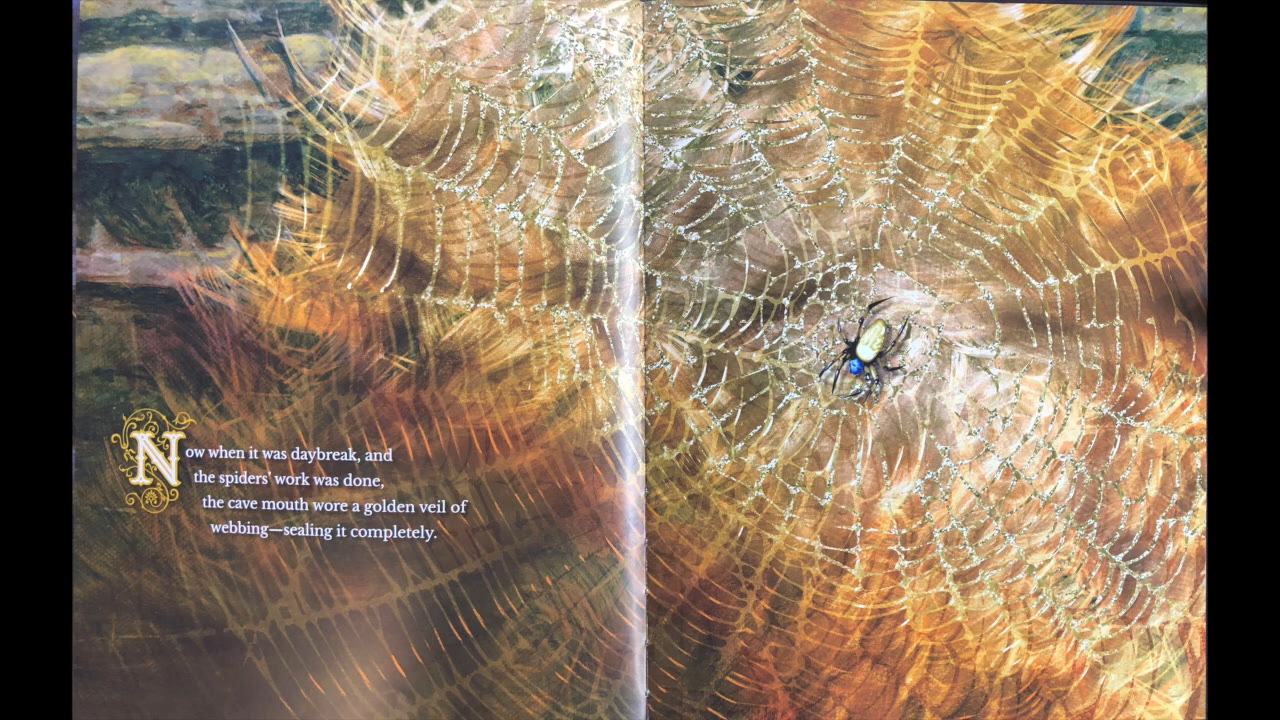 Now when it was daybreak, and
the spiders' work was done,
the cave mouth wore a golden veil of
webbing—sealing it completely.